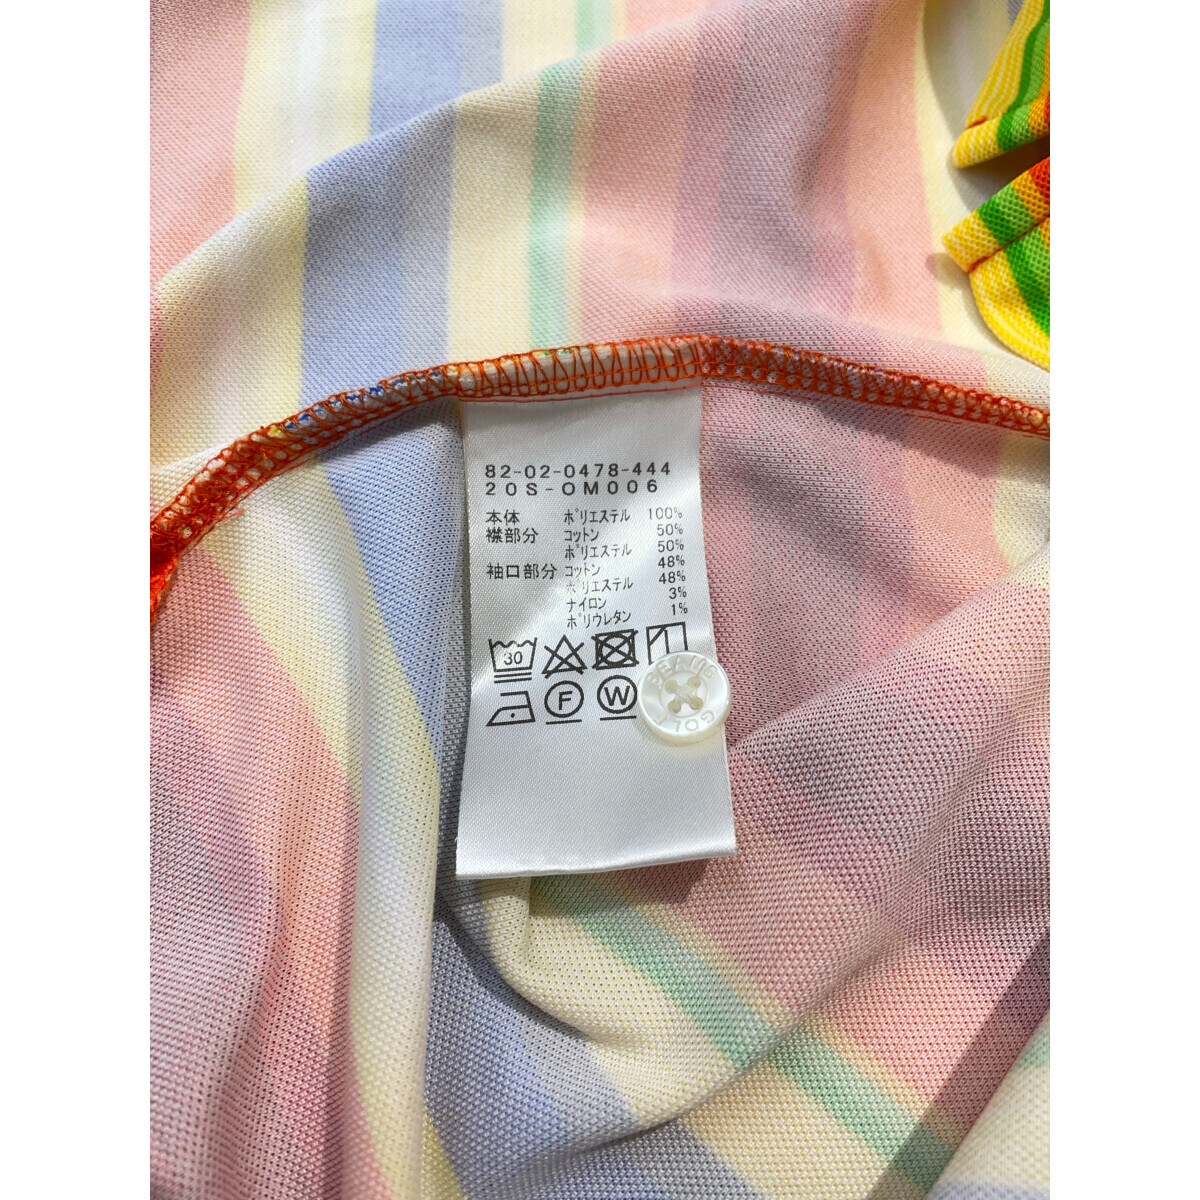 82-02-0478-444
20S-OM006
本体 ポリエステル 100%
襟部分 コットン 50%
ポリエステル 50%
袖口部分 コットン 48%
ポリエステル 48%
ナイロン 3%
ポリウレタン 1%
30
F W
GOLF